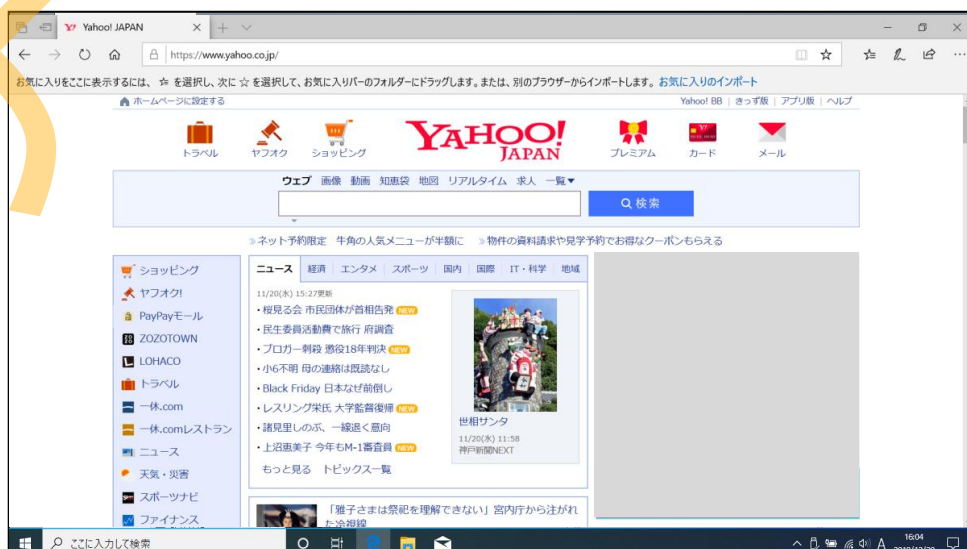 Yahoo! JAPAN
https://www.yahoo.co.jp/
お気に入りをここに表示するには、 を選択し、次に ☆ を選択して、お気に入りバーのフォルダーにドラッグします。または、別のブラウザーからインポートします。 お気に入りのインポート
ホームページに設定する
Yahoo! BB | きっず版 | アプリ版 | ヘルプ
YAHOO!
JAPAN
トラベル ヤフオク ショッピング プレミアム カード メール
ウェブ 画像 動画 知恵袋 地図 リアルタイム 求人 一覧▼
検索
ネット予約限定 牛角の人気メニューが半額に
物件の資料請求や見学予約でお得なクーポンもらえる
ショッピング
ヤフオク!
PayPayモール
ZOZOTOWN
LOHACO
トラベル
一休.com
一休.comレストラン
ニュース
天気・災害
スポーツナビ
ファイナンス
ニュース 経済 エンタメ スポーツ 国内 国際 IT・科学 地域
11/20(水) 15:27更新
・桜見る会 市民団体が首相告発 NEW
・民生委員活動費で旅行 府調査
・ブロガー刺殺 懲役18年判決 NEW
・小6不明 母の連絡は既読なし
・Black Friday 日本なぜ前倒し
・レスリング栄氏 大学監督復帰 NEW
・諸見里しのぶ、一線退く意向
・上沼恵美子 今年もM-1審査員 NEW
もっと見る トピックス一覧
世相サンタ
11/20(水) 11:58
神戸新聞NEXT
「雅子さまは祭祀を理解できない」宮内庁から注がれ
た冷視線
ここに入力して検索
A
16:04